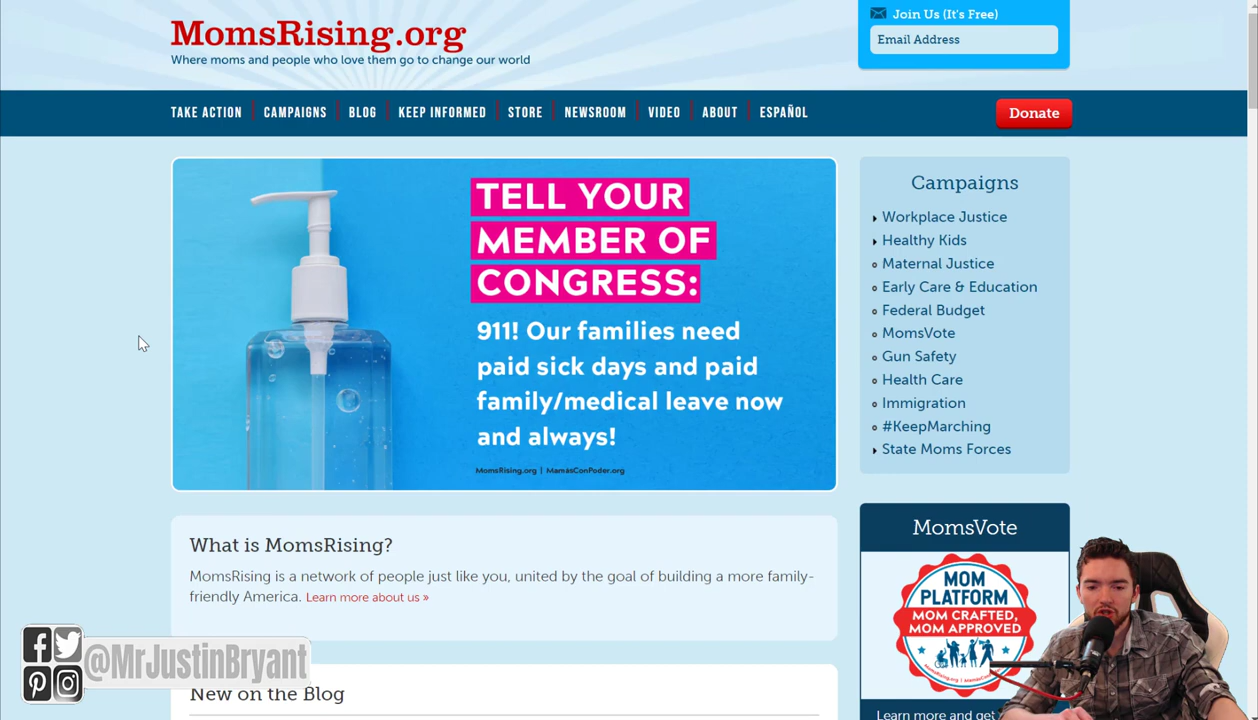 MomsRising.org
Where moms and people who love them go to change our world
Join Us (It's Free)
Email Address
TAKE ACTION
CAMPAIGNS
BLOG
KEEP INFORMED
STORE
NEWSROOM
VIDEO
ABOUT
ESPAÑOL
Donate
TELL YOUR
MEMBER OF
CONGRESS:
911! Our families need
paid sick days and paid
family/medical leave now
and always!
MomsRising.org | MamásConPoder.org
What is MomsRising?
MomsRising is a network of people just like you, united by the goal of building a more family-
friendly America. Learn more about us »
New on the Blog
Campaigns
Workplace Justice
Healthy Kids
Maternal Justice
Early Care & Education
Federal Budget
MomsVote
Gun Safety
Health Care
Immigration
#KeepMarching
State Moms Forces
MomsVote
MOM
PLATFORM
MOM CRAFTED,
MOM APPROVED
Learn more and get
@MrJustinBryant